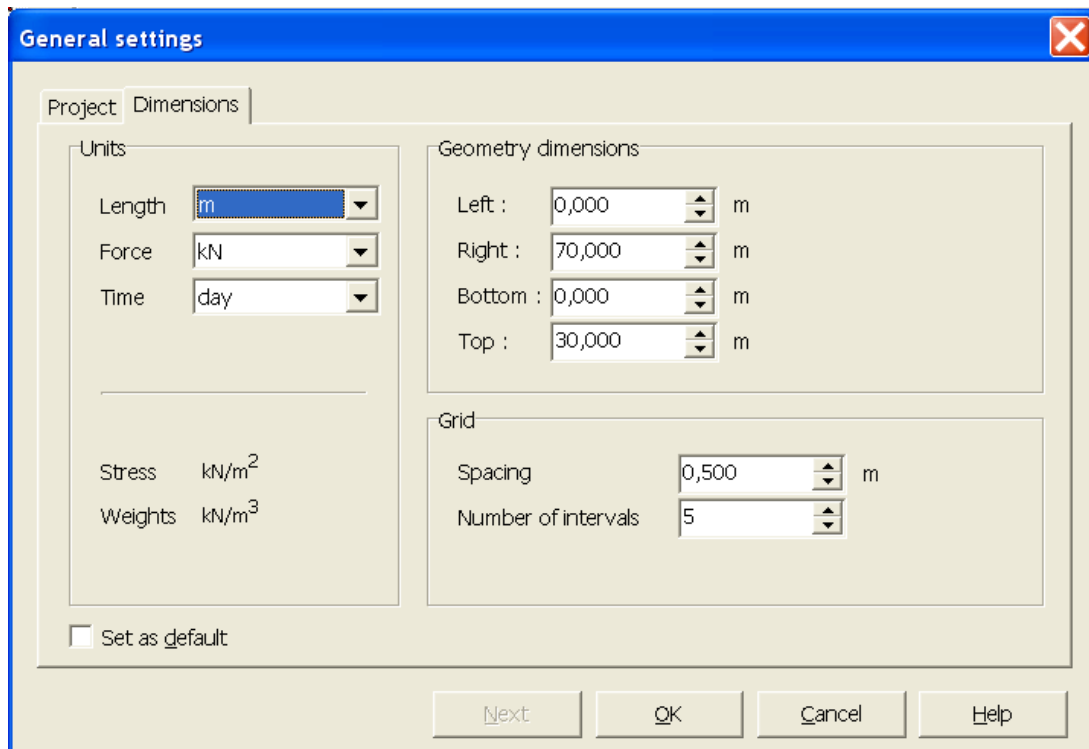 General settings
Project
Dimensions
Units
Length m
Force kN
Time day
Stress kN/m²
Weights kN/m³
Geometry dimensions
Left : 0,000 m
Right : 70,000 m
Bottom : 0,000 m
Top : 30,000 m
Grid
Spacing 0,500 m
Number of intervals 5
Set as default
Next
OK
Cancel
Help